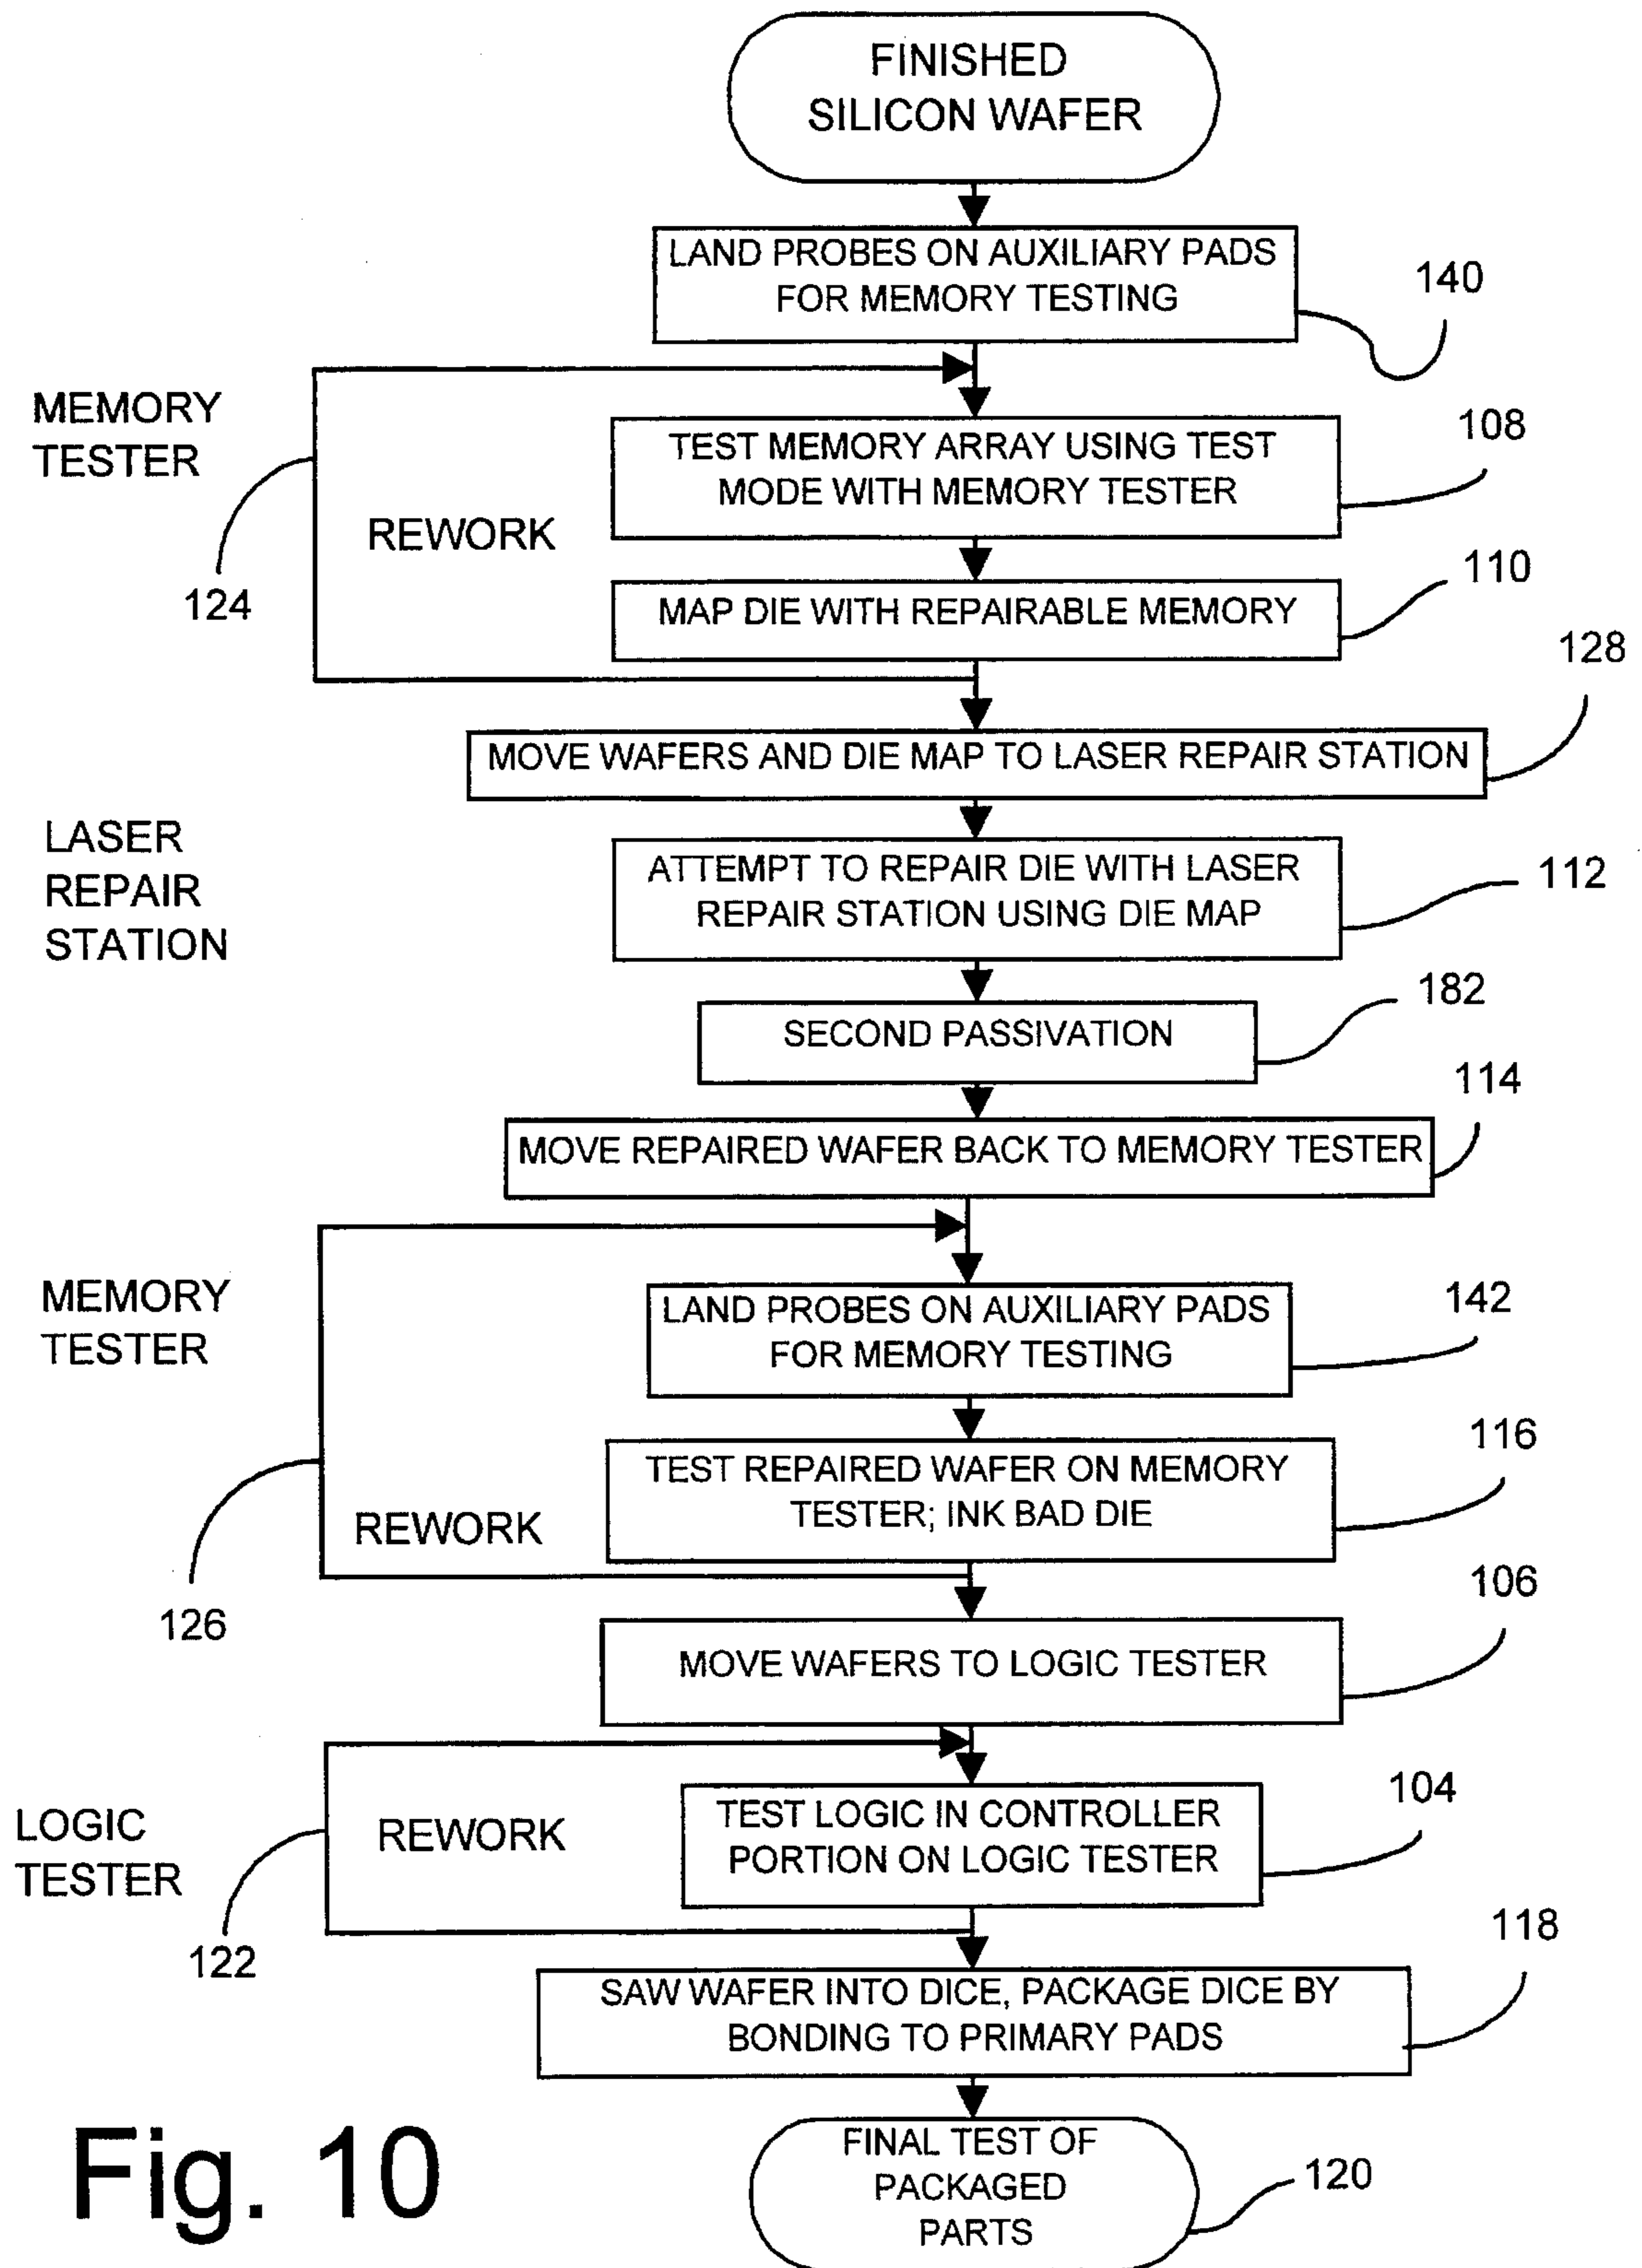 FINISHED
SILICON WAFER
LAND PROBES ON AUXILIARY PADS
FOR MEMORY TESTING
140
MEMORY
TESTER
TEST MEMORY ARRAY USING TEST
MODE WITH MEMORY TESTER
108
REWORK
124
MAP DIE WITH REPAIRABLE MEMORY
110
MOVE WAFERS AND DIE MAP TO LASER REPAIR STATION
128
LASER
REPAIR
STATION
ATTEMPT TO REPAIR DIE WITH LASER
REPAIR STATION USING DIE MAP
112
SECOND PASSIVATION
182
MOVE REPAIRED WAFER BACK TO MEMORY TESTER
114
MEMORY
TESTER
LAND PROBES ON AUXILIARY PADS
FOR MEMORY TESTING
142
TEST REPAIRED WAFER ON MEMORY
TESTER; INK BAD DIE
116
REWORK
126
MOVE WAFERS TO LOGIC TESTER
106
LOGIC
TESTER
REWORK
TEST LOGIC IN CONTROLLER
PORTION ON LOGIC TESTER
104
122
SAW WAFER INTO DICE, PACKAGE DICE BY
BONDING TO PRIMARY PADS
118
FINAL TEST OF
PACKAGED
PARTS
120
Fig. 10